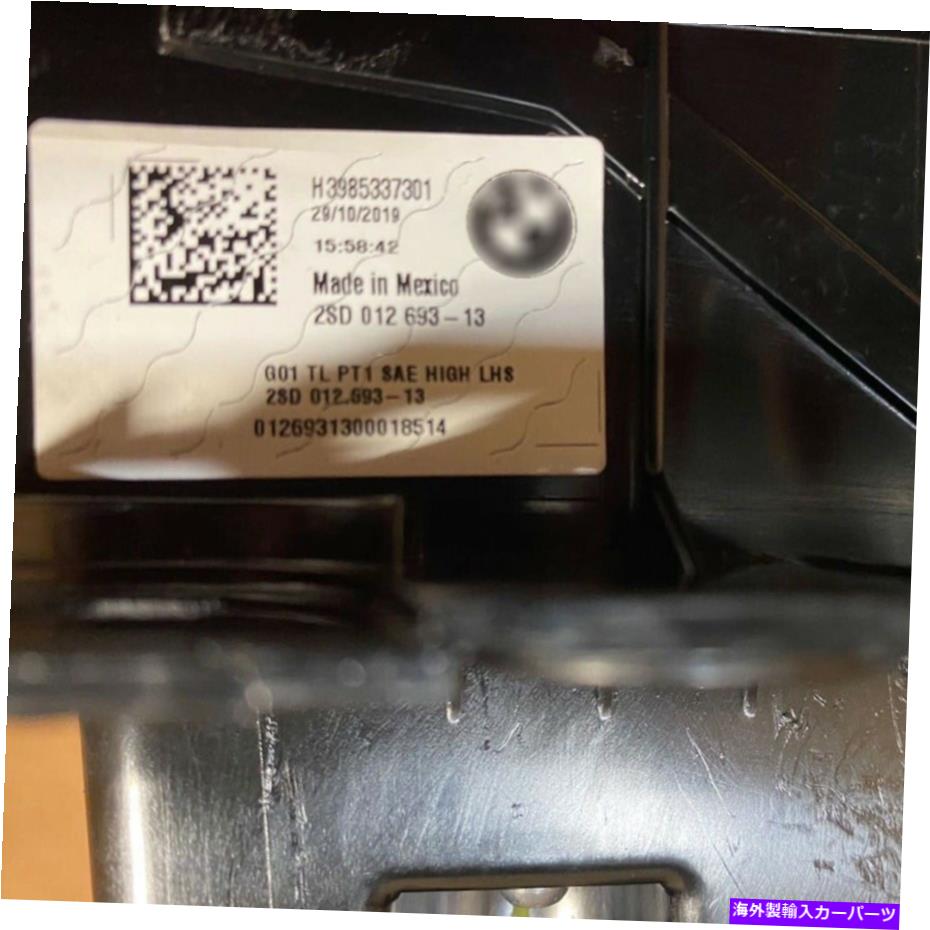 H3985337301
29/10/2019
15:58:42
Made in Mexico
2SD 012 693-13
G01 TL PT1 SAE HIGH LHS
2SD 012.693-13
0126931300018514
海外製輸入カーパーツ